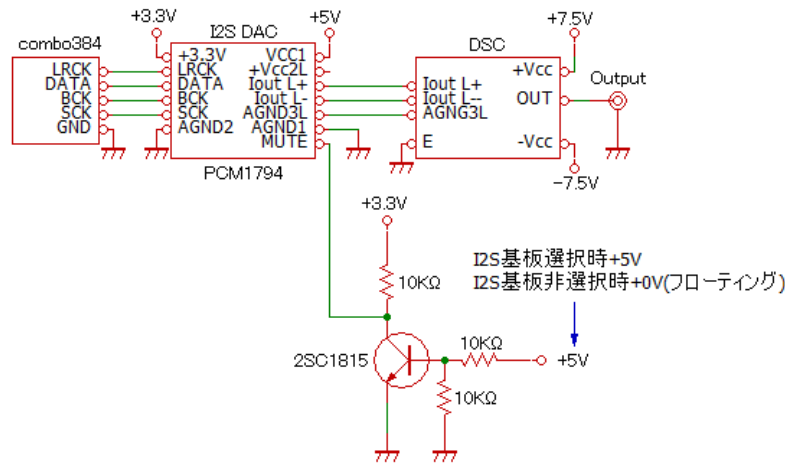 +3.3V
+5V
+7.5V
combo384
I2S DAC
DSC
LRCK
DATA
BCK
SCK
GND
+3.3V
LRCK
DATA
BCK
SCK
AGND2
VCC1
+Vcc2L
Iout L+
Iout L-
AGND3L
AGND1
MUTE
PCM1794
Iout L+
Iout L--
AGNG3L
E
+Vcc
OUT
-Vcc
Output
-7.5V
+3.3V
10KΩ
I2S基板選択時+5V
I2S基板非選択時+0V(フローティング)
2SC1815
10KΩ
+5V
10KΩ